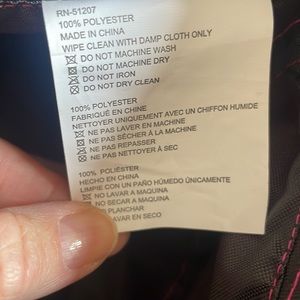 RN-51207
100% POLYESTER
MADE IN CHINA
WIPE CLEAN WITH DAMP CLOTH ONLY
DO NOT MACHINE WASH
DO NOT MACHINE DRY
DO NOT IRON
DO NOT DRY CLEAN
100% POLYESTER
FABRIQUÉ EN CHINE
NETTOYER UNIQUEMENT AVEC UN CHIFFON HUMIDE
NE PAS LAVER EN MACHINE
NE PAS SÉCHER À LA MACHINE
NE PAS REPASSER
NE PAS NETTOYER À SEC
100% POLIÉSTER
HECHO EN CHINA
LIMPIE CON UN PAÑO HÚMEDO ÚNICAMENTE
NO LAVAR A MAQUINA
NO SECAR A MAQUINA
PLANCHAR
LAVAR EN SECO